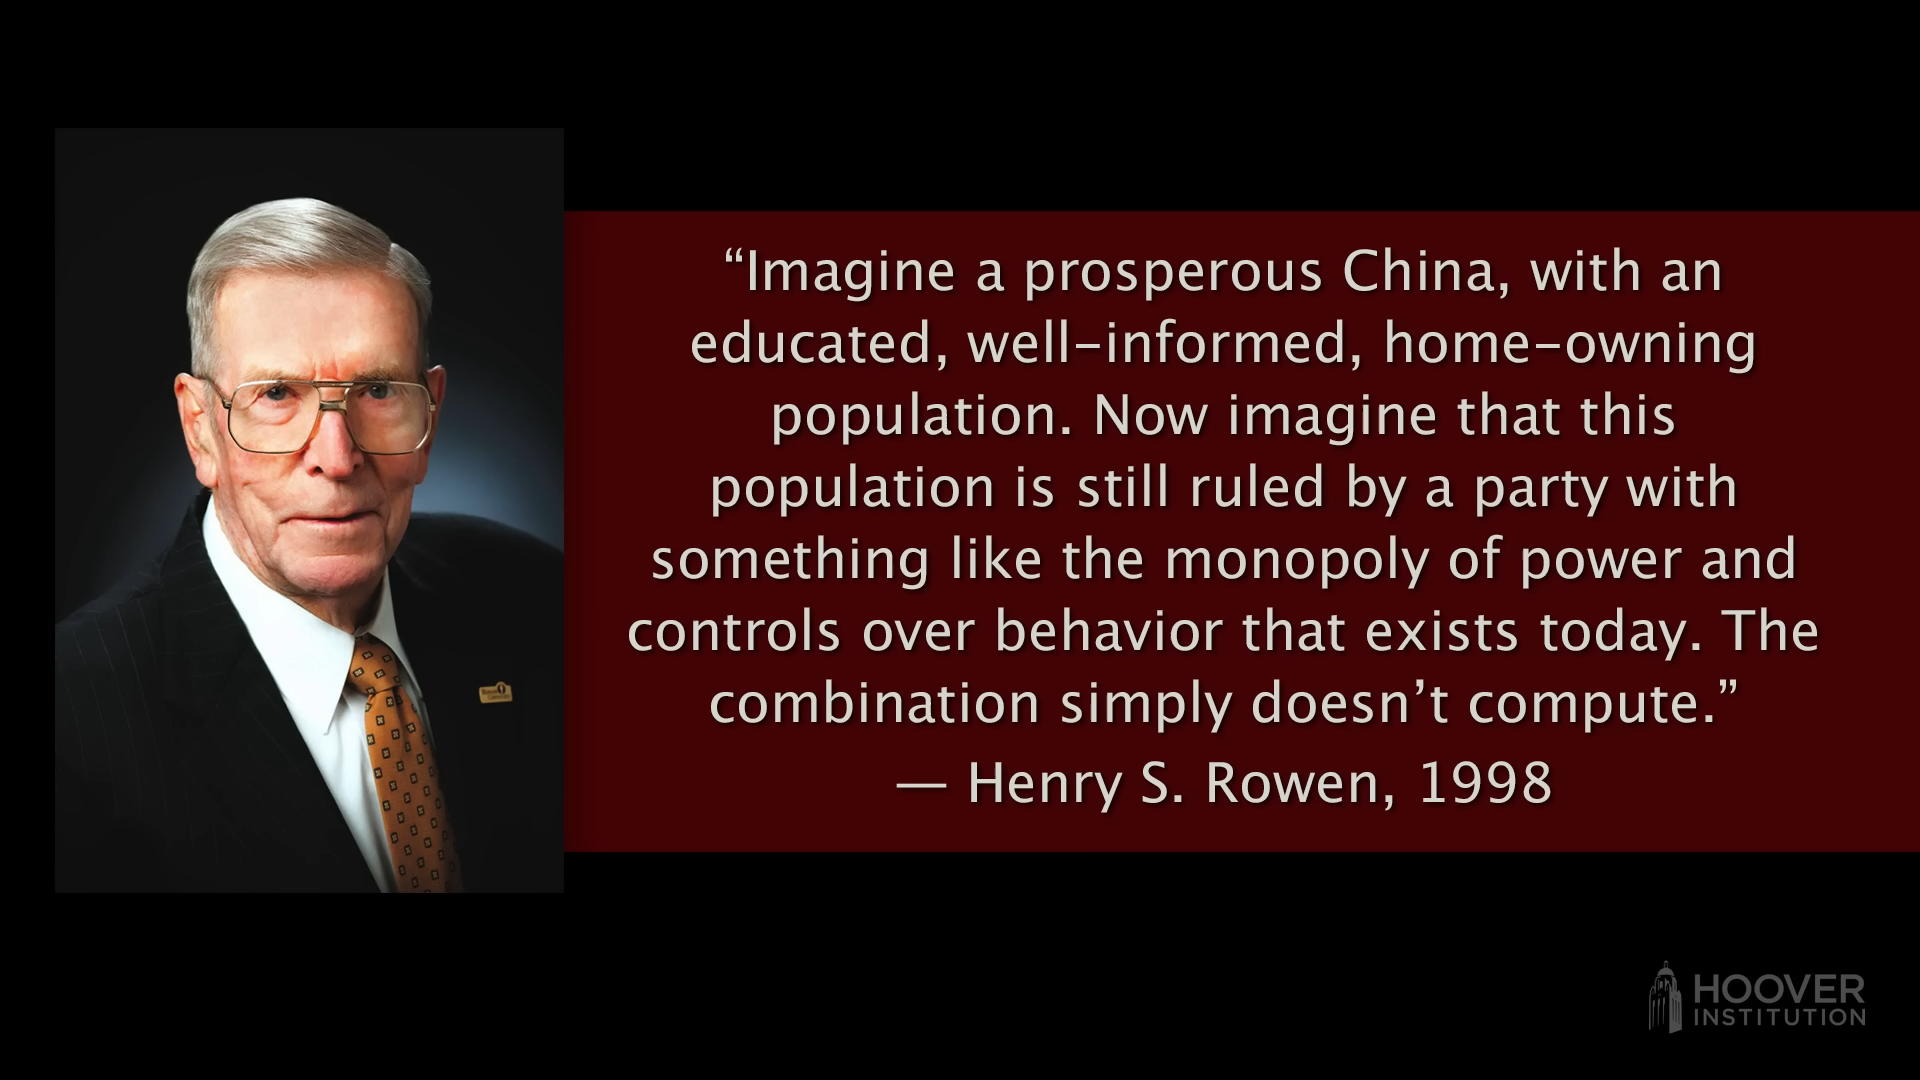 “Imagine a prosperous China, with an
educated, well-informed, home-owning
population. Now imagine that this
population is still ruled by a party with
something like the monopoly of power and
controls over behavior that exists today. The
combination simply doesn’t compute.”
— Henry S. Rowen, 1998
HOOVER
INSTITUTION